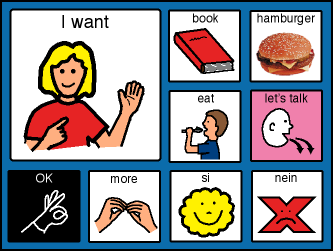 I want
book
hamburger
eat
let's talk
OK
more
si
nein